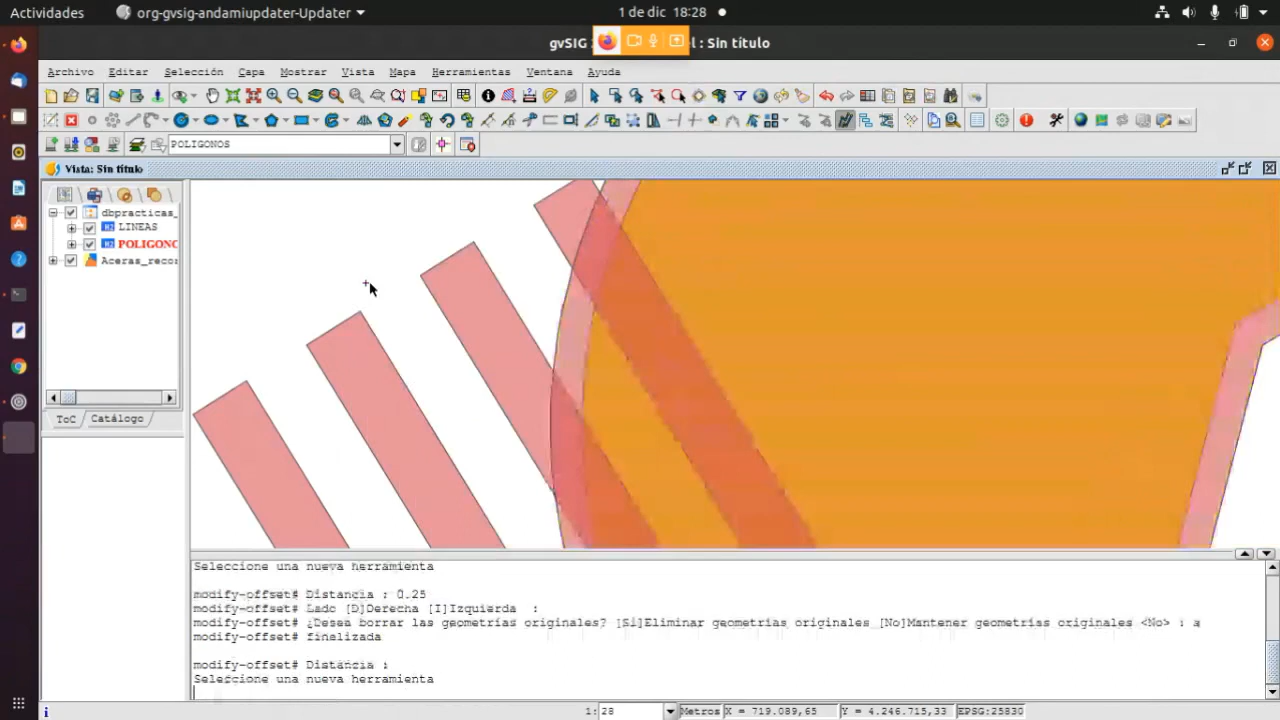 Actividades
org-gvsig-andamiupdater-Updater
1 de dic 18:28
gvSIG
el : Sin título
Archivo Editar Selección Capa Mostrar Vista Mapa Herramientas Ventana Ayuda
POLIGONOS
Vista: Sin título
dbpracticas_
LINEAS
POLIGONO
Aceras_recor
ToC Catálogo
Seleccione una nueva herramienta
modify-offset# Distancia : 0.25
modify-offset# Lado [D]Derecha [I]Izquierda :
modify-offset# ¿Desea borrar las geometrías originales? [Si]Eliminar geometrías originales [No]Mantener geometrías originales <No> : a
modify-offset# finalizada
modify-offset# Distancia :
Seleccione una nueva herramienta
1: 28 Metros X = 719.089,65 Y = 4.246.715,33 EPSG:25830